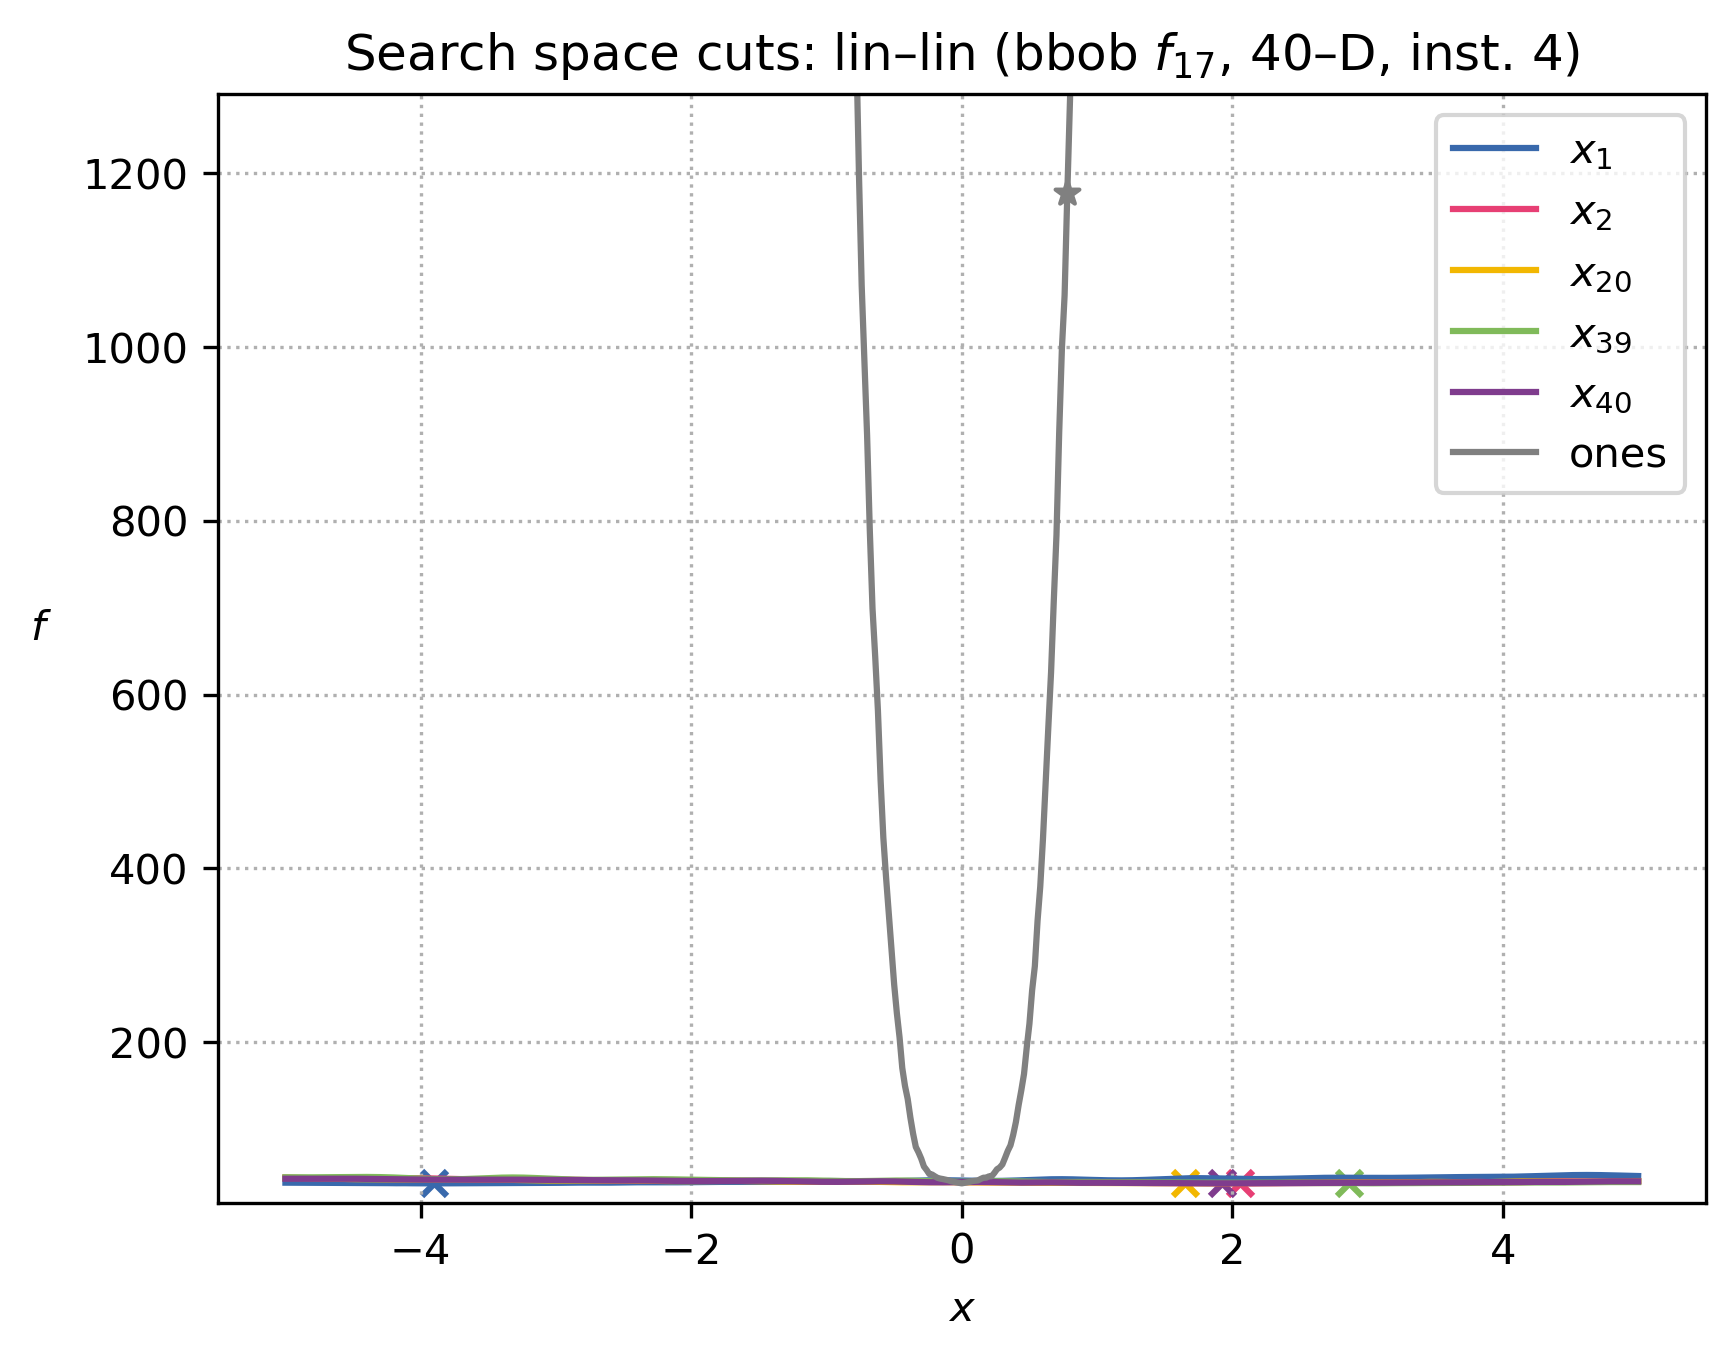 Search space cuts: lin–lin (bbob f17, 40–D, inst. 4)
1200
1000
800
600
400
200
f
−4
−2
0
2
4
x
x1
x2
x20
x39
x40
ones